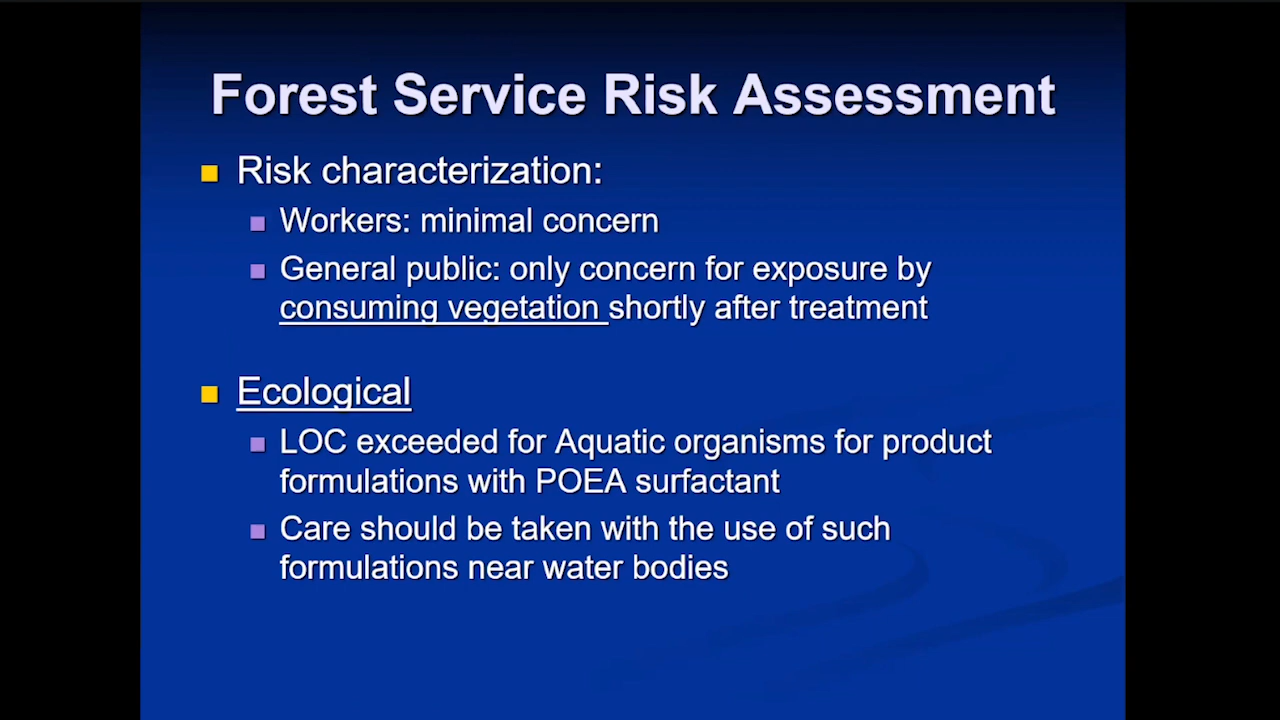 Forest Service Risk Assessment
Risk characterization:
Workers: minimal concern
General public: only concern for exposure by
consuming vegetation shortly after treatment
Ecological
LOC exceeded for Aquatic organisms for product
formulations with POEA surfactant
Care should be taken with the use of such
formulations near water bodies